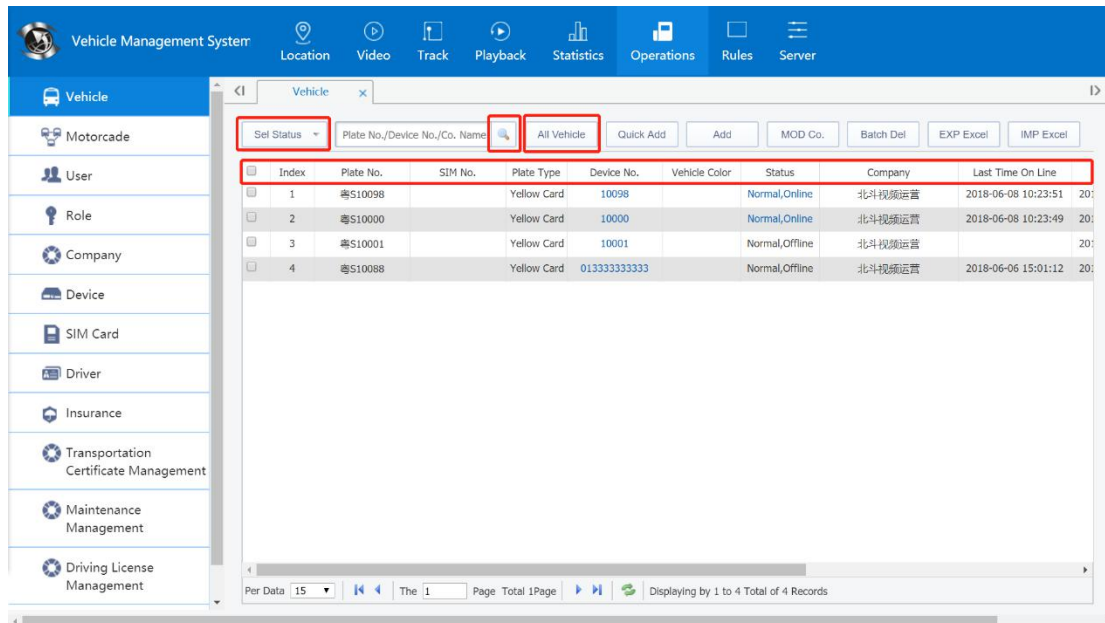 Vehicle Management System
Location Video Track Playback Statistics Operations Rules Server
Vehicle
Motorcade
User
Role
Company
Device
SIM Card
Driver
Insurance
Transportation
Certificate Management
Maintenance
Management
Driving License
Management
Vehicle
Sel Status Plate No./Device No./Co. Name All Vehicle Quick Add Add MOD Co. Batch Del EXP Excel IMP Excel
Index Plate No. SIM No. Plate Type Device No. Vehicle Color Status Company Last Time On Line
1 粤S10098 Yellow Card 10098 Normal,Online 北斗视频运营 2018-06-08 10:23:51 201
2 粤S10000 Yellow Card 10000 Normal,Online 北斗视频运营 2018-06-08 10:23:49 201
3 粤S10001 Yellow Card 10001 Normal,Offline 北斗视频运营 201
4 粤S10088 Yellow Card 013333333333 Normal,Offline 北斗视频运营 2018-06-06 15:01:12 201
Per Data 15 The 1 Page Total 1Page Displaying by 1 to 4 Total of 4 Records